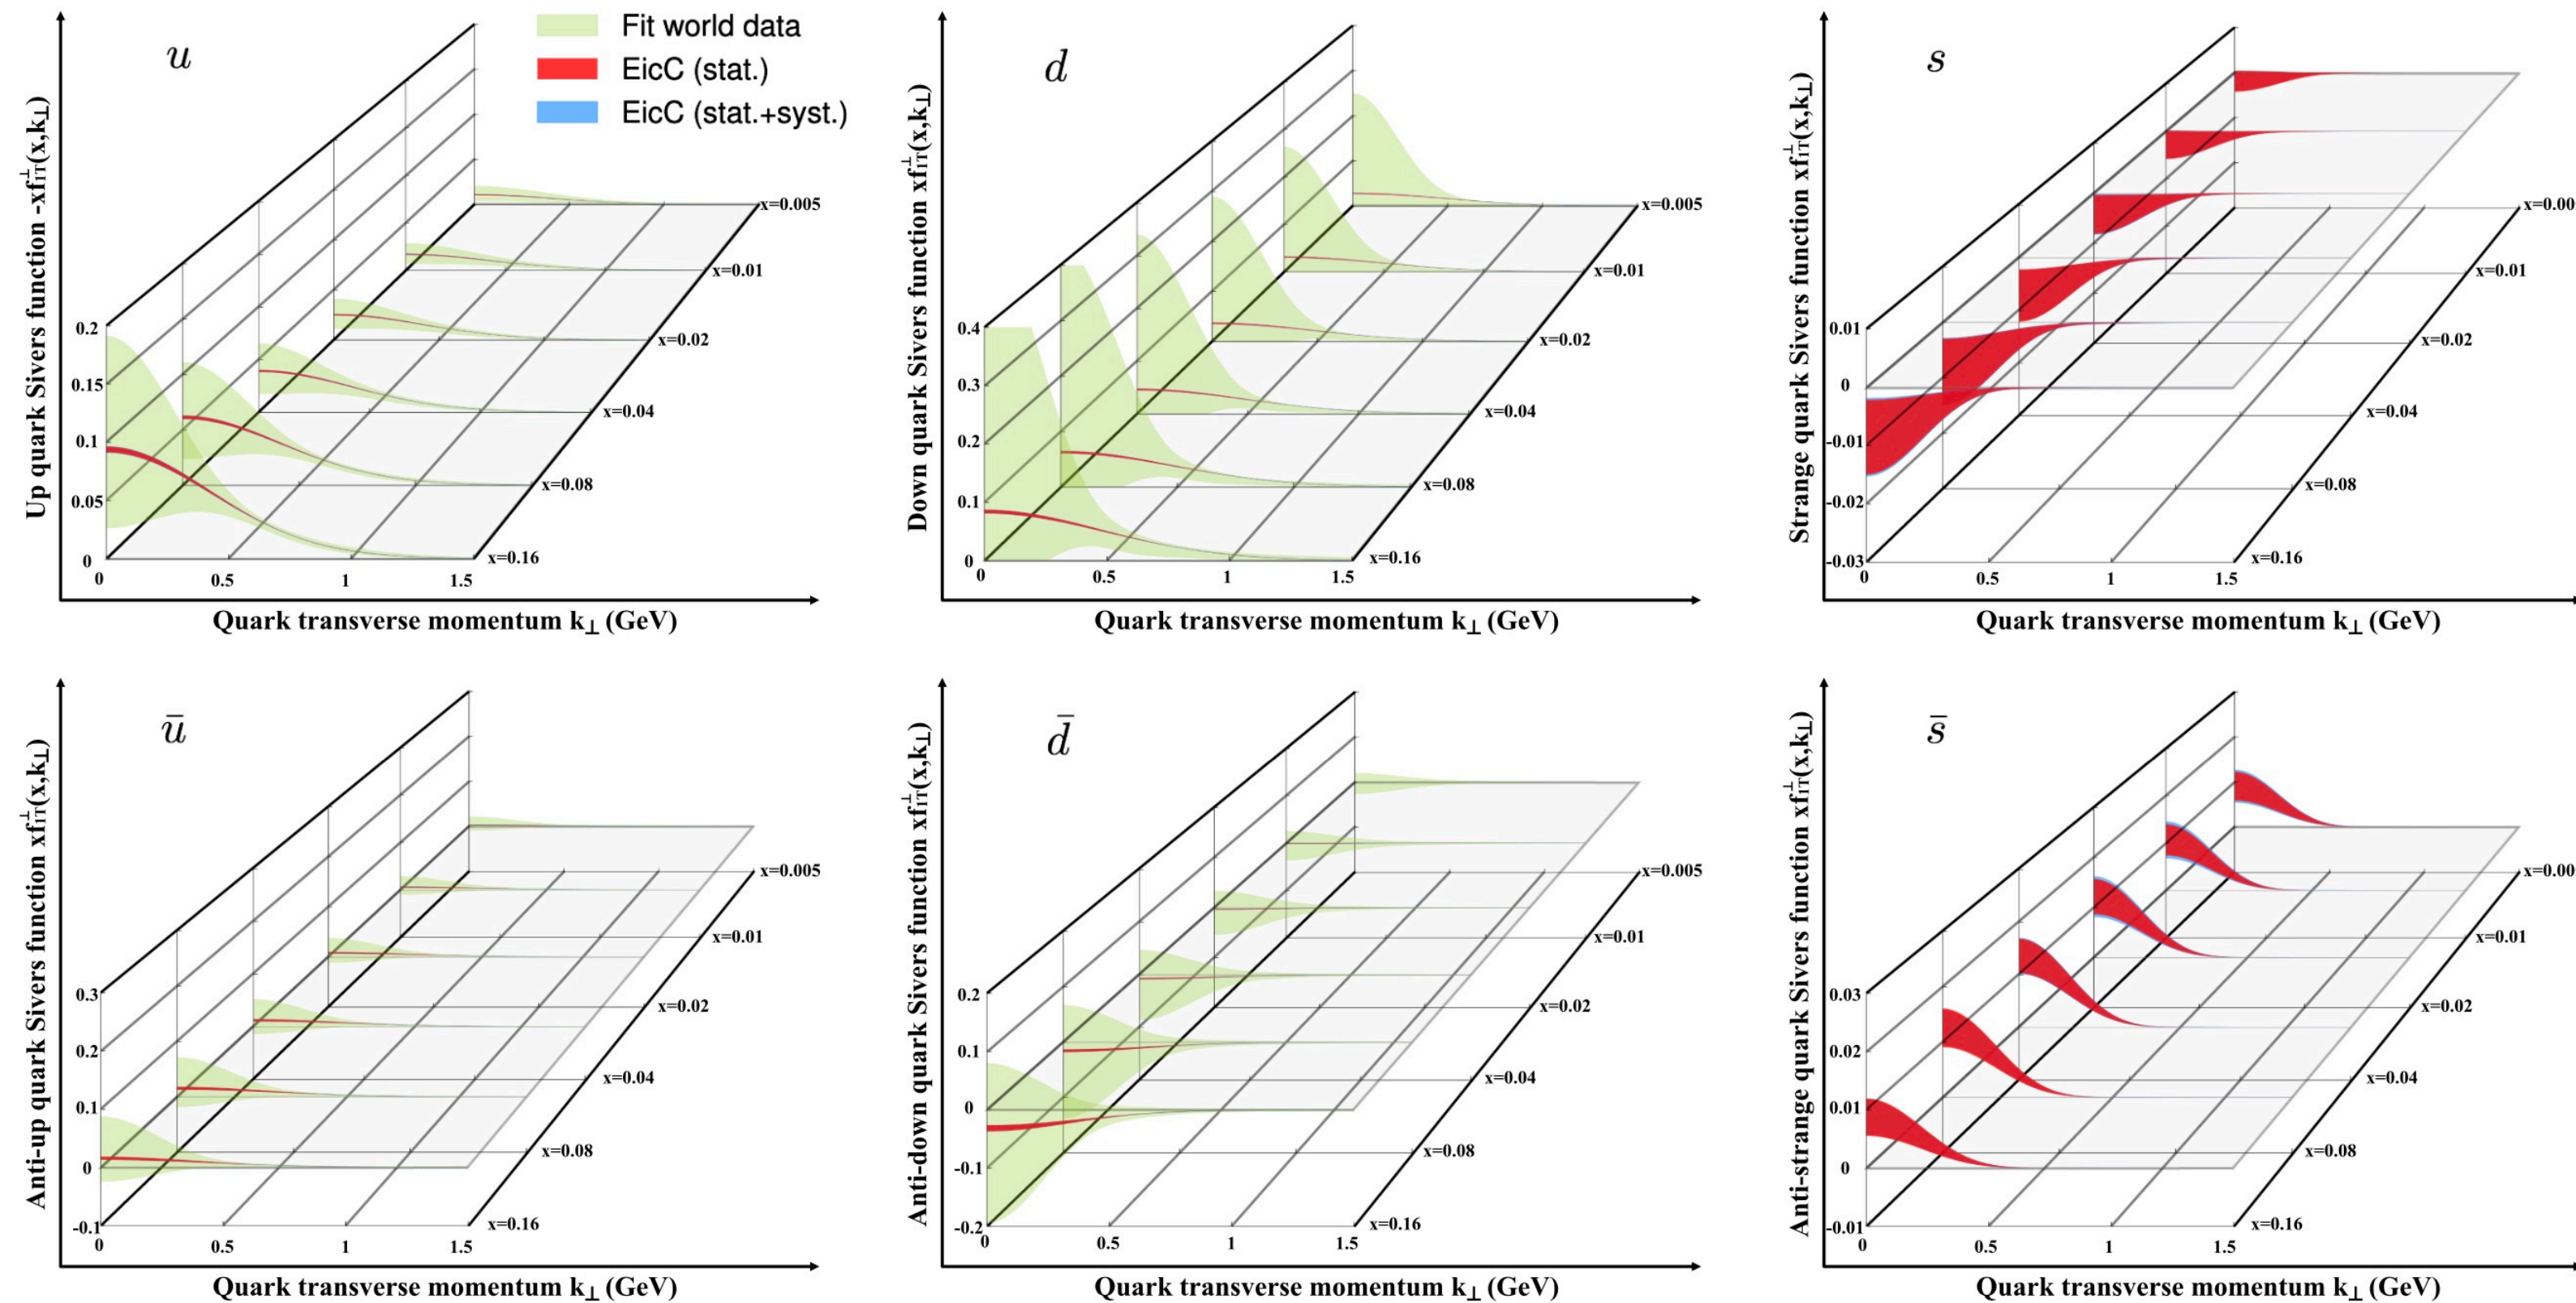 u
Fit world data
EicC (stat.)
EicC (stat.+syst.)
Up quark Sivers function -xf⊥1T(x,k⊥)
0.2
0.15
0.1
0.05
0
0 0.5 1 1.5
x=0.005
x=0.01
x=0.02
x=0.04
x=0.08
x=0.16
Quark transverse momentum k⊥ (GeV)
d
Down quark Sivers function xf⊥1T(x,k⊥)
0.4
0.3
0.2
0.1
0
0 0.5 1 1.5
x=0.005
x=0.01
x=0.02
x=0.04
x=0.08
x=0.16
Quark transverse momentum k⊥ (GeV)
s
Strange quark Sivers function xf⊥1T(x,k⊥)
0.01
0
-0.01
-0.02
-0.03
0 0.5 1 1.5
x=0.00
x=0.01
x=0.02
x=0.04
x=0.08
x=0.16
Quark transverse momentum k⊥ (GeV)
ū
Anti-up quark Sivers function xf⊥1T(x,k⊥)
0.3
0.2
0.1
0
-0.1
0 0.5 1 1.5
x=0.005
x=0.01
x=0.02
x=0.04
x=0.08
x=0.16
Quark transverse momentum k⊥ (GeV)
d̄
Anti-down quark Sivers function xf⊥1T(x,k⊥)
0.2
0.1
0
-0.1
-0.2
0 0.5 1 1.5
x=0.005
x=0.01
x=0.02
x=0.04
x=0.08
x=0.16
Quark transverse momentum k⊥ (GeV)
s̄
Anti-strange quark Sivers function xf⊥1T(x,k⊥)
0.03
0.02
0.01
0
-0.01
0 0.5 1 1.5
x=0.00
x=0.01
x=0.02
x=0.04
x=0.08
x=0.16
Quark transverse momentum k⊥ (GeV)